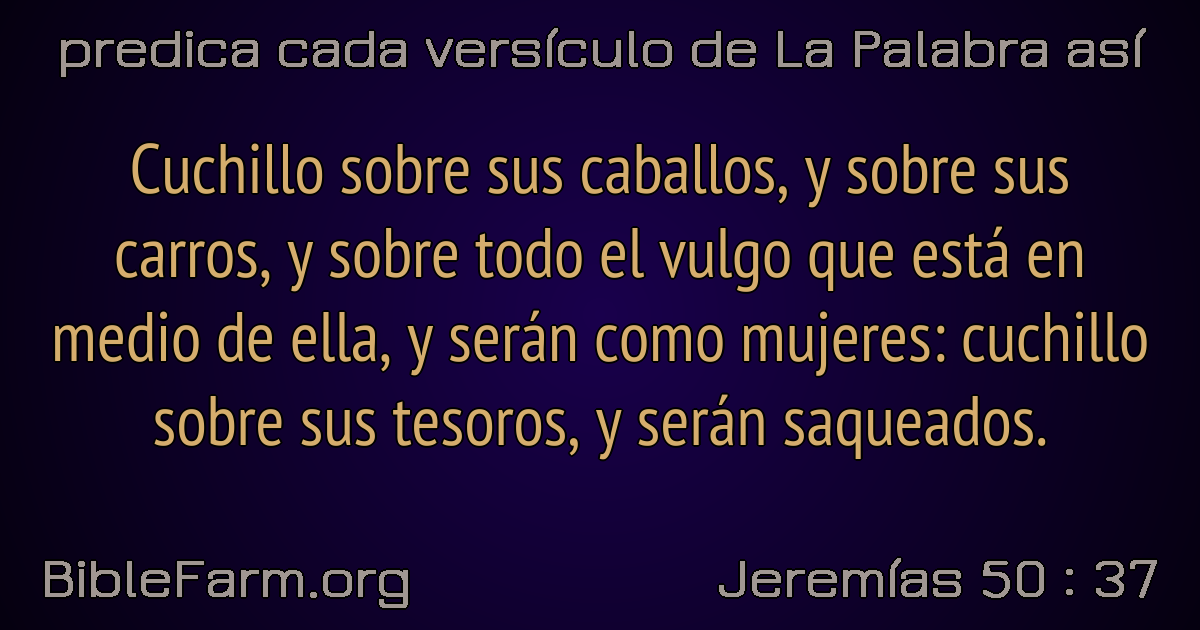 predica cada versículo de La Palabra así
Cuchillo sobre sus caballos, y sobre sus
carros, y sobre todo el vulgo que está en
medio de ella, y serán como mujeres: cuchillo
sobre sus tesoros, y serán saqueados.
BibleFarm.org
Jeremías 50 : 37